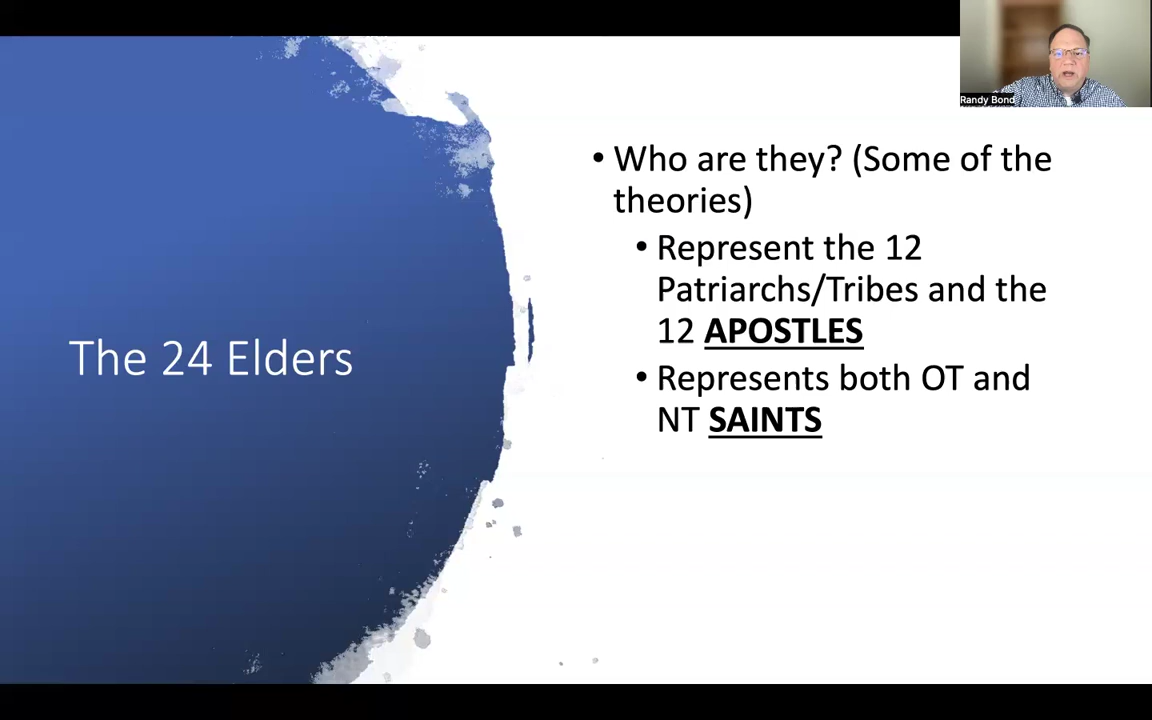 Randy Bond
The 24 Elders
• Who are they? (Some of the
theories)
• Represent the 12
Patriarchs/Tribes and the
12 APOSTLES
• Represents both OT and
NT SAINTS